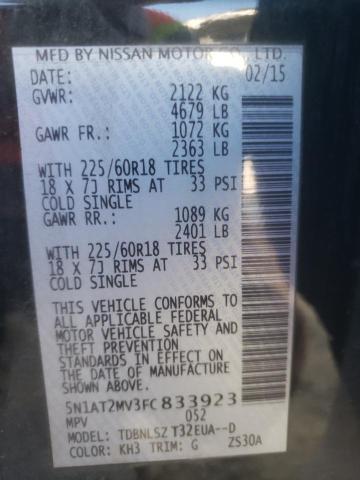 MFD BY NISSAN MOTOR CO., LTD.
DATE: 02/15
GVWR: 2122 KG
4679 LB
GAWR FR.: 1072 KG
2363 LB
WITH 225/60R18 TIRES
18 X 7J RIMS AT 33 PSI
COLD SINGLE
GAWR RR.: 1089 KG
2401 LB
WITH 225/60R18 TIRES
18 X 7J RIMS AT 33 PSI
COLD SINGLE
THIS VEHICLE CONFORMS TO
ALL APPLICABLE FEDERAL
MOTOR VEHICLE SAFETY AND
THEFT PREVENTION
STANDARDS IN EFFECT ON
THE DATE OF MANUFACTURE
SHOWN ABOVE.
5N1AT2MV3FC833923
MPV 052
MODEL: TDBNLSZ T32EUA--D
COLOR: KH3 TRIM: G ZS30A